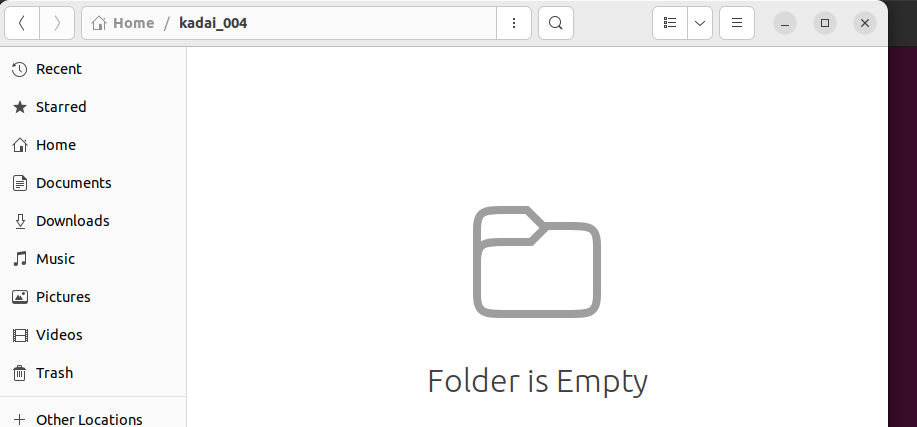 Home / kadai_004
Recent
Starred
Home
Documents
Downloads
Music
Pictures
Videos
Trash
Other Locations
Folder is Empty